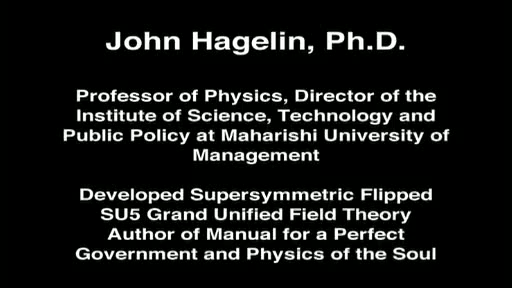 John Hagelin, Ph.D.
Professor of Physics, Director of the
Institute of Science, Technology and
Public Policy at Maharishi University of
Management
Developed Supersymmetric Flipped
SU5 Grand Unified Field Theory
Author of Manual for a Perfect
Government and Physics of the Soul